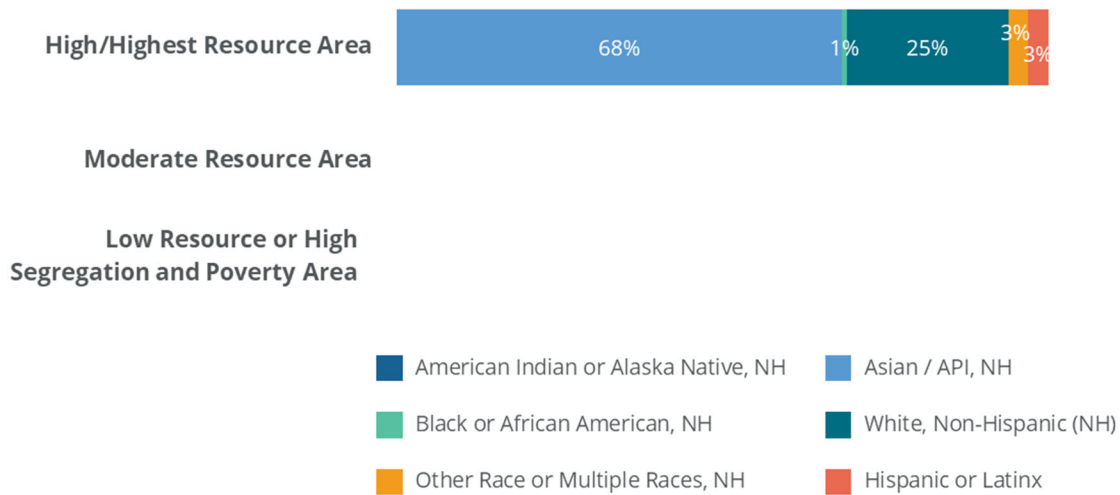 High/Highest Resource Area
68%
1%
25%
3%
3%
Moderate Resource Area
Low Resource or High
Segregation and Poverty Area
American Indian or Alaska Native, NH
Asian / API, NH
Black or African American, NH
White, Non-Hispanic (NH)
Other Race or Multiple Races, NH
Hispanic or Latinx